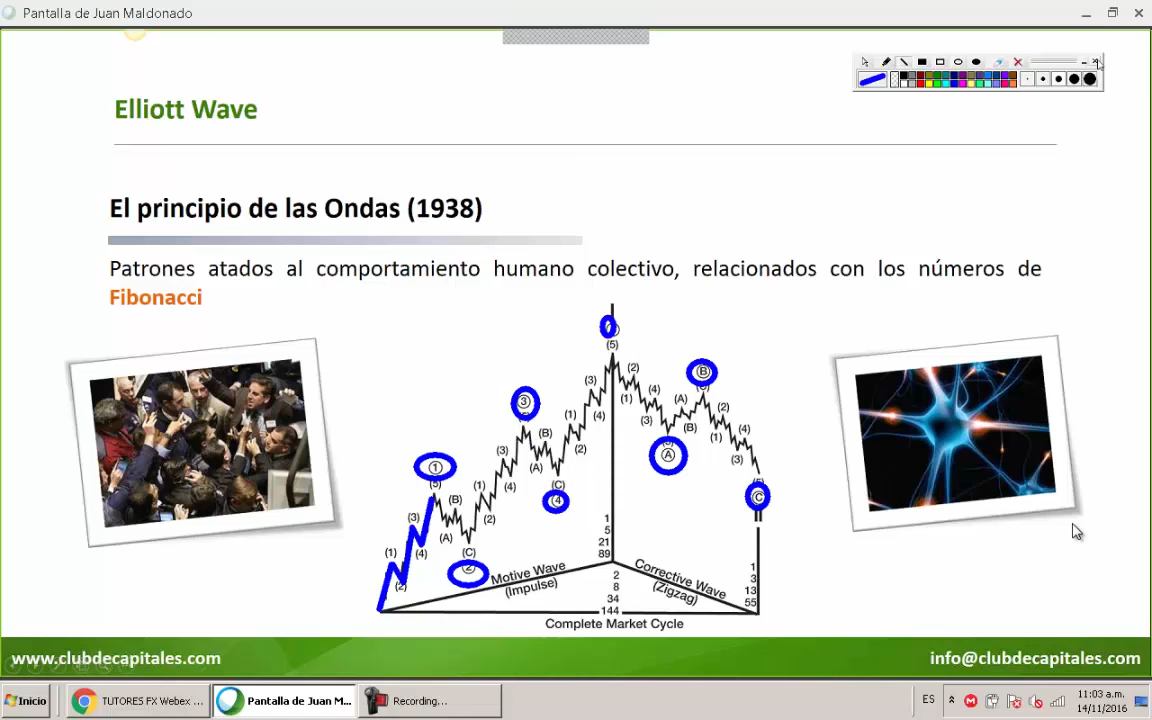 Pantalla de Juan Maldonado
Elliott Wave
El principio de las Ondas (1938)
Patrones atados al comportamiento humano colectivo, relacionados con los números de
Fibonacci
(5)
(2)
(1)
(4)
(3)
(A)
(B)
B
(2)
(1)
(4)
(3)
A
C
(3)
(4)
(1)
(2)
3
(B)
(A)
(C)
4
(3)
(4)
(1)
(2)
1
(5)
(B)
(A)
(C)
2
(3)
(4)
(1)
(2)
1
5
21
89
2
8
34
144
1
3
13
55
Motive Wave
(Impulse)
Corrective Wave
(Zigzag)
Complete Market Cycle
www.clubdecapitales.com
info@clubdecapitales.com
Inicio
TUTORES FX Webex ...
Pantalla de Juan M...
Recording...
ES
11:03 a.m.
14/11/2016